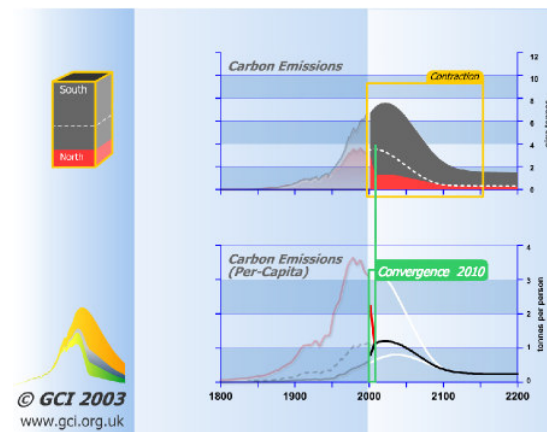 Carbon Emissions
Contraction
12
10
8
6
4
2
0
South
North
Carbon Emissions
(Per-Capita)
Convergence 2010
4
3
2
1
0
tonnes per person
1800
1900
2000
2100
2200
© GCI 2003
www.gci.org.uk